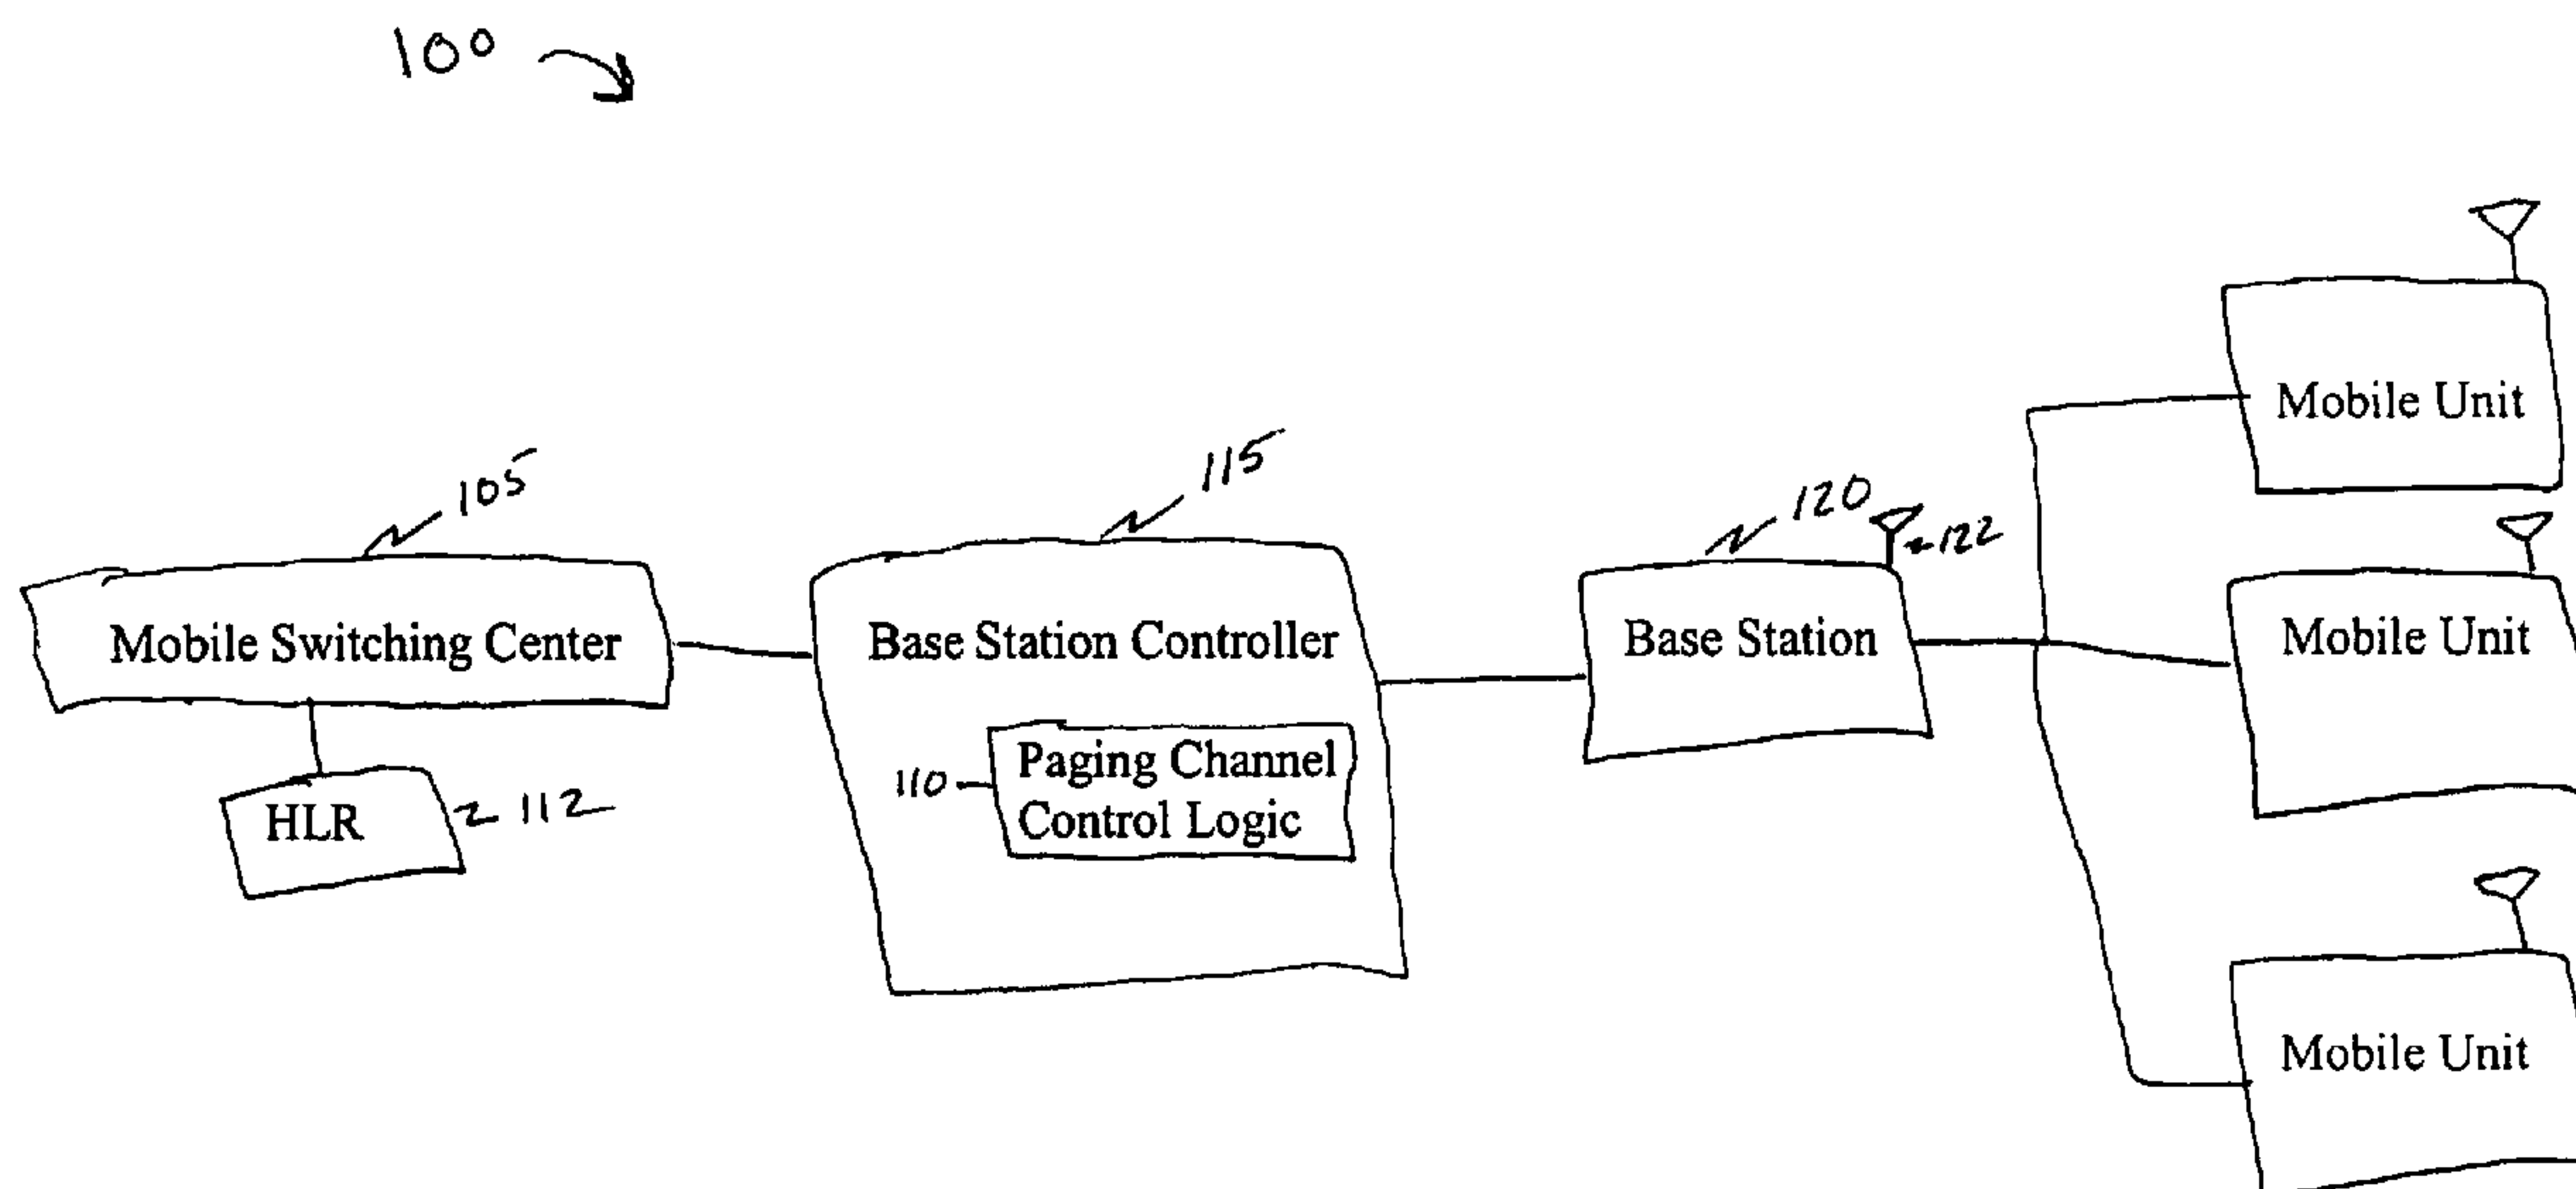 100
105
115
120
122
Mobile Unit
Mobile Switching Center
Base Station Controller
Base Station
Mobile Unit
110
Paging Channel
Control Logic
HLR
112
Mobile Unit